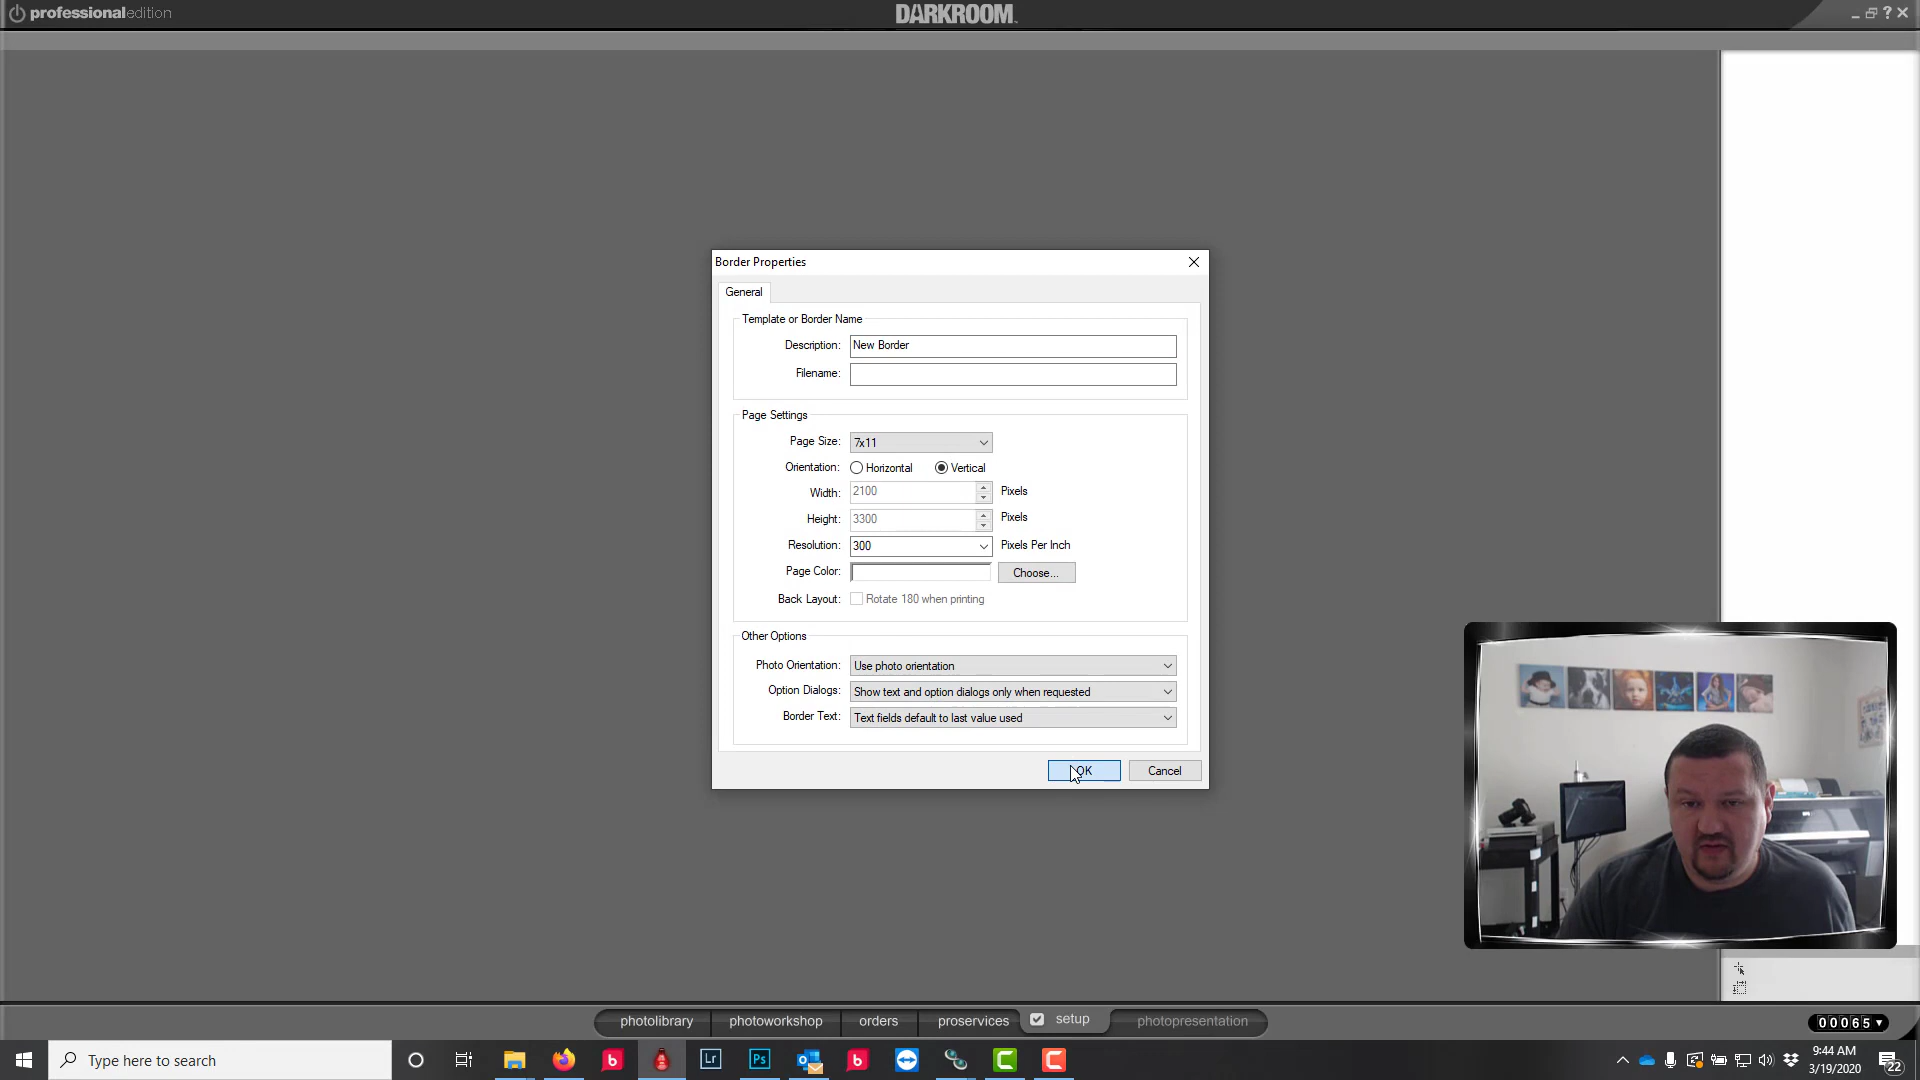 professionaledition
DARKROOM
Border Properties
General
Template or Border Name
Description: New Border
Filename:
Page Settings
Page Size: 7x11
Orientation: Horizontal Vertical
Width: 2100 Pixels
Height: 3300 Pixels
Resolution: 300 Pixels Per Inch
Page Color: Choose...
Back Layout: Rotate 180 when printing
Other Options
Photo Orientation: Use photo orientation
Option Dialogs: Show text and option dialogs only when requested
Border Text: Text fields default to last value used
OK Cancel
photolibrary photoworkshop orders proservices setup photopresentation
00065
Type here to search
Lr Ps
9:44 AM
3/19/2020
22